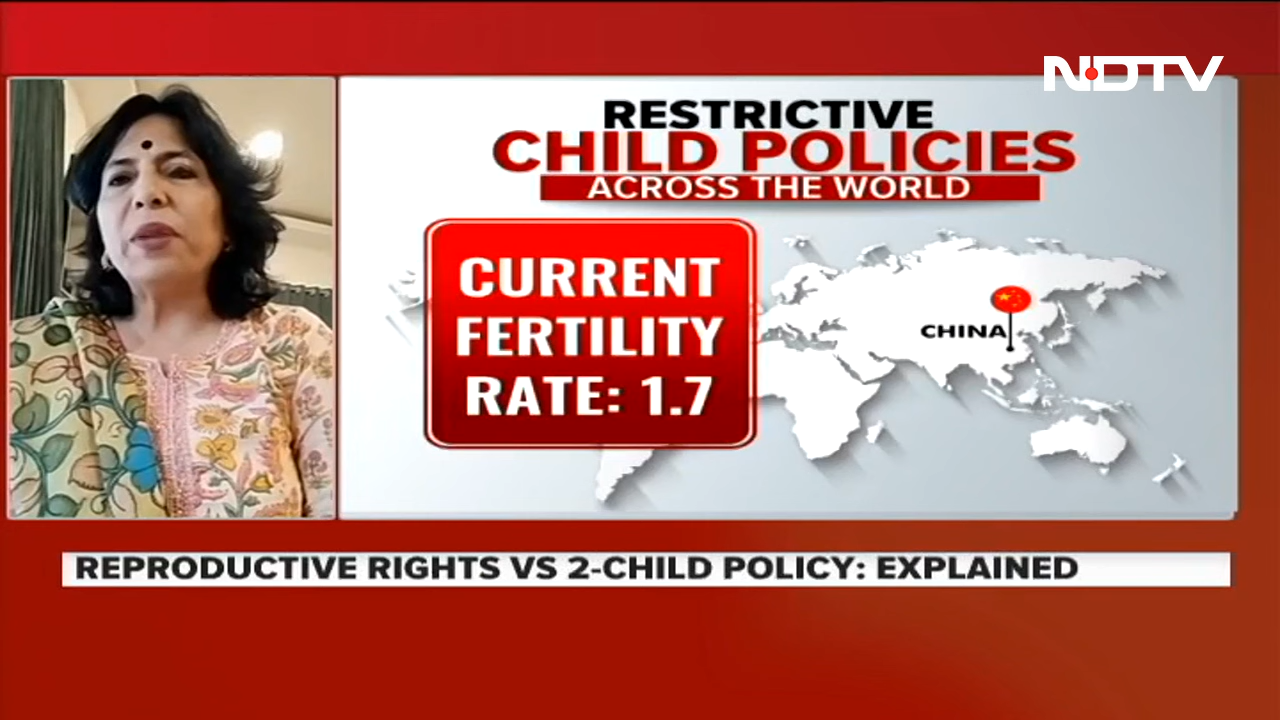 NDTV
RESTRICTIVE
CHILD POLICIES
ACROSS THE WORLD
CURRENT
FERTILITY
RATE: 1.7
CHINA
REPRODUCTIVE RIGHTS VS 2-CHILD POLICY: EXPLAINED